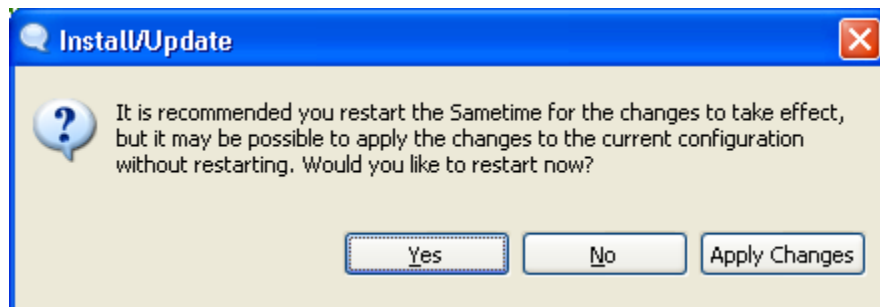 Install/Update
It is recommended you restart the Sametime for the changes to take effect,
but it may be possible to apply the changes to the current configuration
without restarting. Would you like to restart now?
Yes
No
Apply Changes